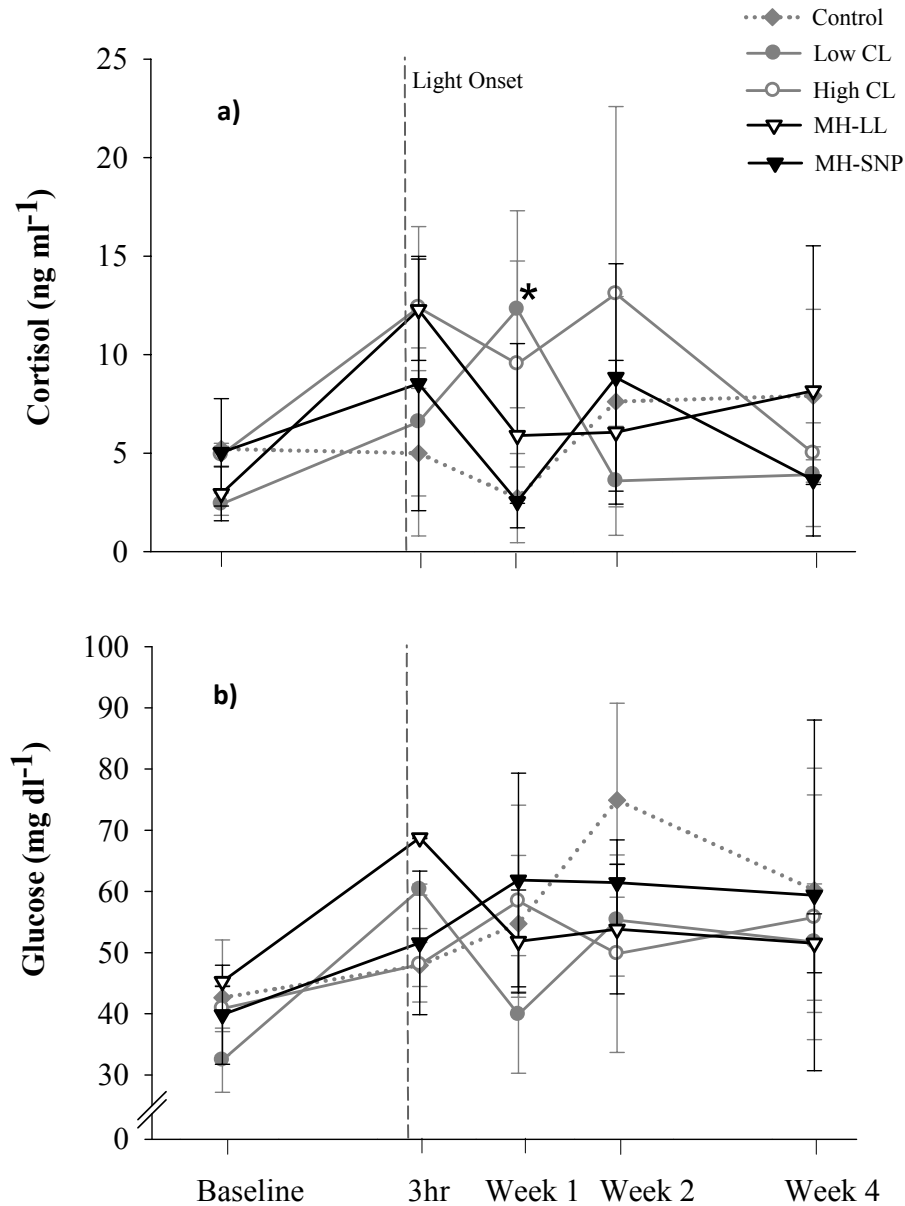 Control
Low CL
High CL
MH-LL
MH-SNP
25
20
15
10
5
0
Cortisol (ng ml-1)
a)
Light Onset
*
100
90
80
70
60
50
40
30
0
Glucose (mg dl-1)
b)
Baseline 3hr Week 1 Week 2 Week 4